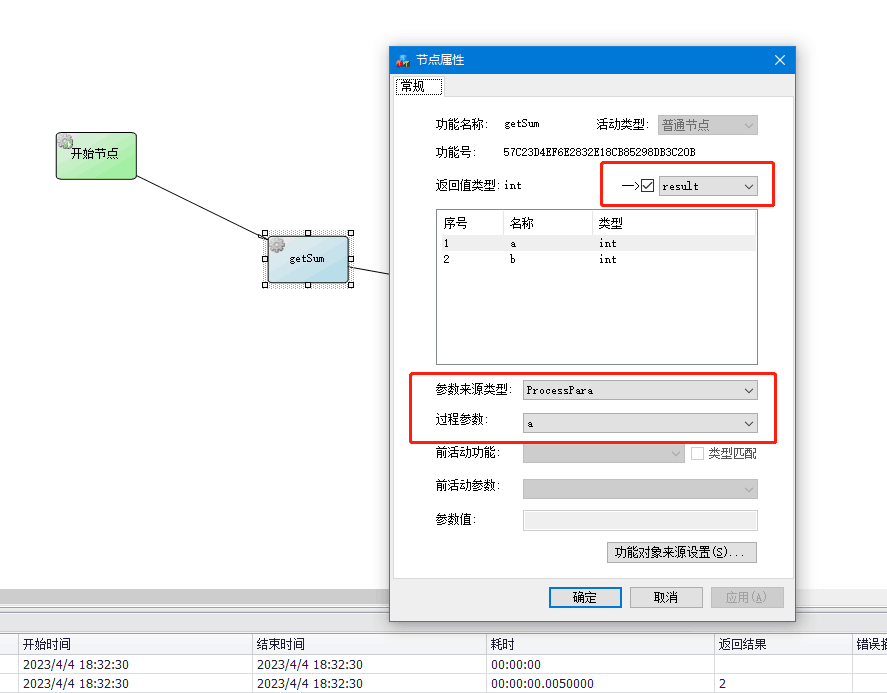 节点属性
常规
功能名称: getSum 活动类型: 普通节点
功能号: 57C23D4EF6E2832E18CB85298DB3C20B
返回值类型: int —> result
序号 名称 类型
1 a int
2 b int
参数来源类型: ProcessPara
过程参数: a
前活动功能: 类型匹配
前活动参数:
参数值:
功能对象来源设置(S)...
确定 取消 应用(A)
开始节点
getSum
开始时间 结束时间 耗时 返回结果
2023/4/4 18:32:30 2023/4/4 18:32:30 00:00:00
2023/4/4 18:32:30 2023/4/4 18:32:30 00:00:00.0050000 2